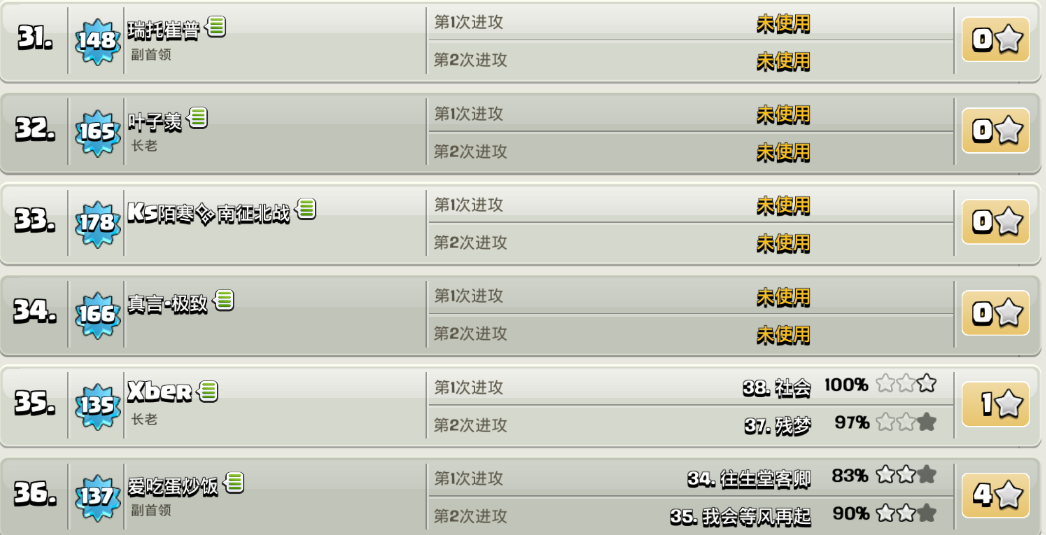 31.
148
瑞托崔普
副首领
第1次进攻
未使用
第2次进攻
未使用
0
32.
165
叶子羡
长老
第1次进攻
未使用
第2次进攻
未使用
0
33.
178
Ks陌寒 南征北战
第1次进攻
未使用
第2次进攻
未使用
0
34.
166
真言-极致
第1次进攻
未使用
第2次进攻
未使用
0
35.
135
Xber
长老
第1次进攻
38. 社会 100%
第2次进攻
37. 残梦 97%
1
36.
137
爱吃蛋炒饭
副首领
第1次进攻
34. 往生堂客卿 83%
第2次进攻
35. 我会等风再起 90%
4